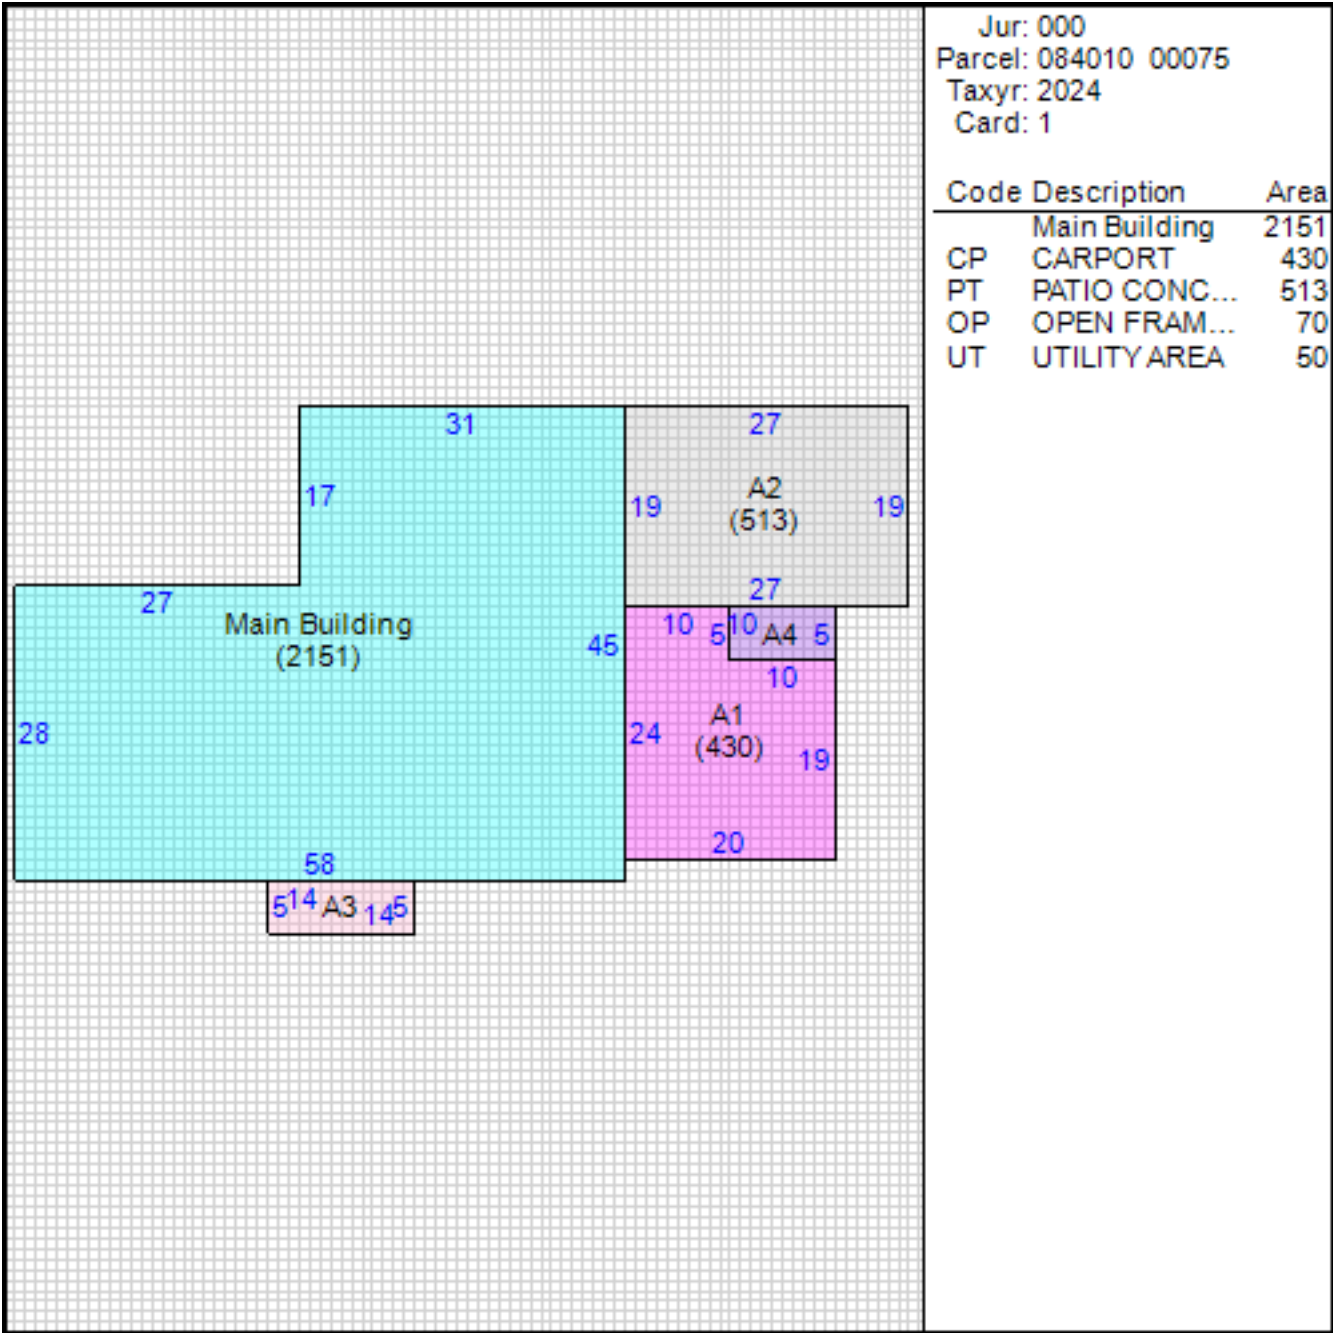 Jur: 000
Parcel: 084010 00075
Taxyr: 2024
Card: 1
Code Description Area
Main Building 2151
CP CARPORT 430
PT PATIO CONC... 513
OP OPEN FRAM... 70
UT UTILITY AREA 50
31
27
17
19
A2
(513)
19
27
27
Main Building
(2151)
45
10
5
10
A4
5
10
28
24
A1
(430)
19
20
58
5
14
A3
14
5